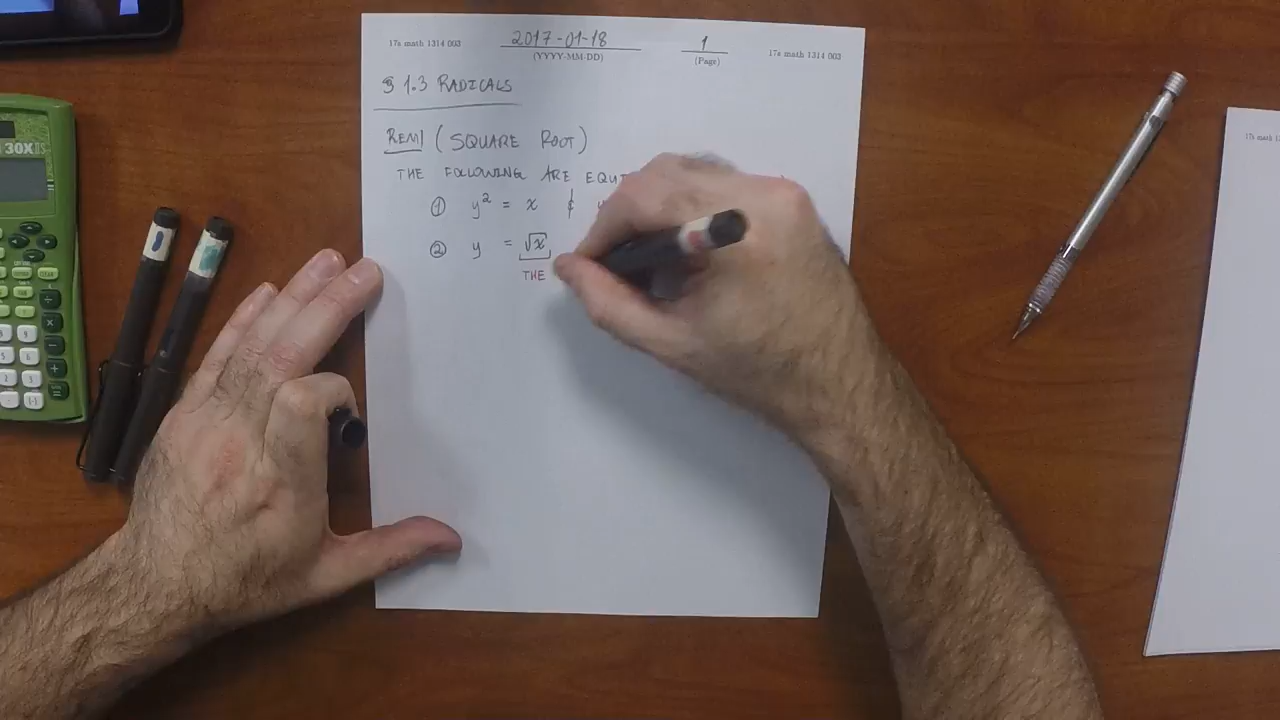 17s math 1314 003 2017-01-18 1 17s math 1314 003
(YYYY-MM-DD) (Page)
§ 1.3 RADICALS
REM (SQUARE ROOT)
THE FOLLOWING ARE
① y² = x &
② y = √x
THE
30X IIS